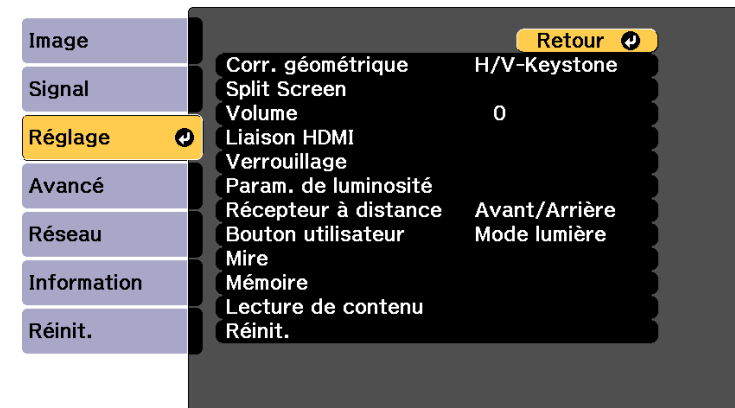 Image
Signal
Réglage
Avancé
Réseau
Information
Réinit.
Retour
Corr. géométrique H/V-Keystone
Split Screen
Volume 0
Liaison HDMI
Verrouillage
Param. de luminosité
Récepteur à distance Avant/Arrière
Bouton utilisateur Mode lumière
Mire
Mémoire
Lecture de contenu
Réinit.